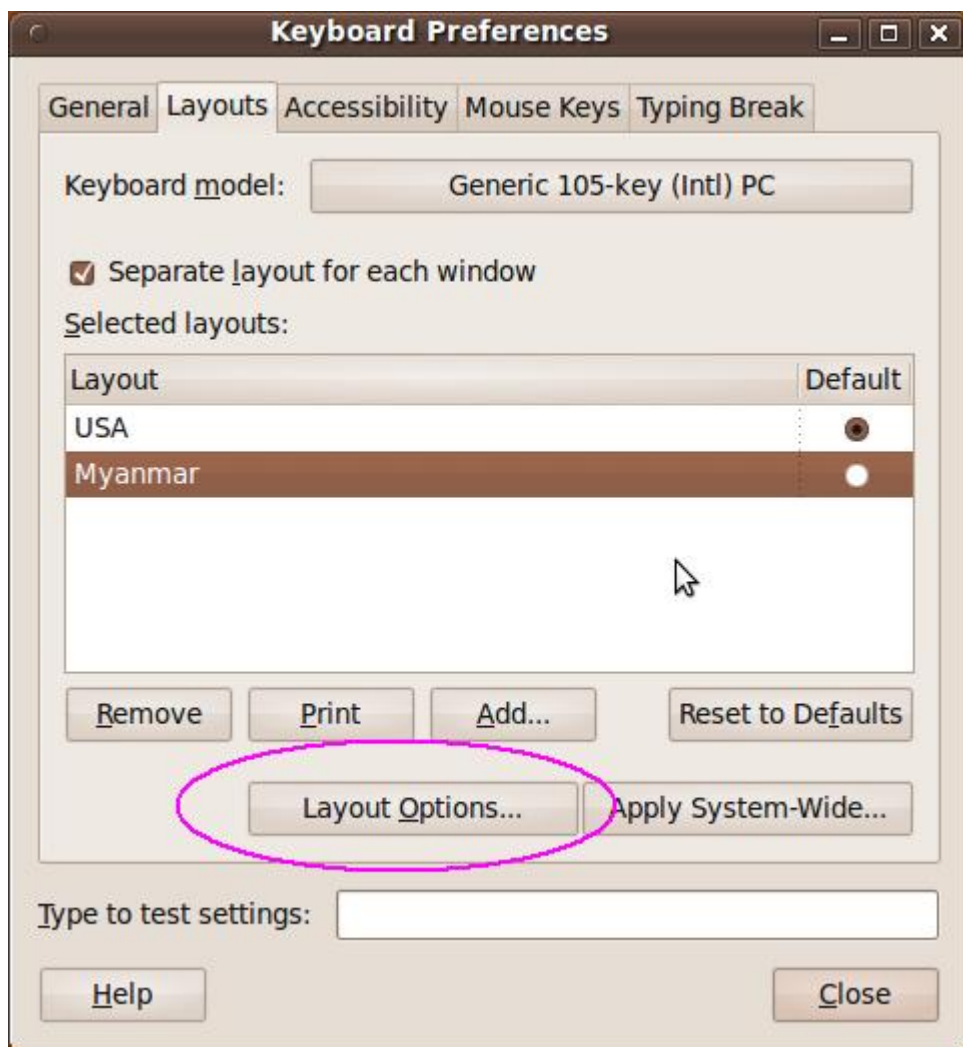 Keyboard Preferences
General Layouts Accessibility Mouse Keys Typing Break
Keyboard model: Generic 105-key (Intl) PC
Separate layout for each window
Selected layouts:
Layout Default
USA
Myanmar
Remove Print Add... Reset to Defaults
Layout Options... Apply System-Wide...
Type to test settings:
Help Close